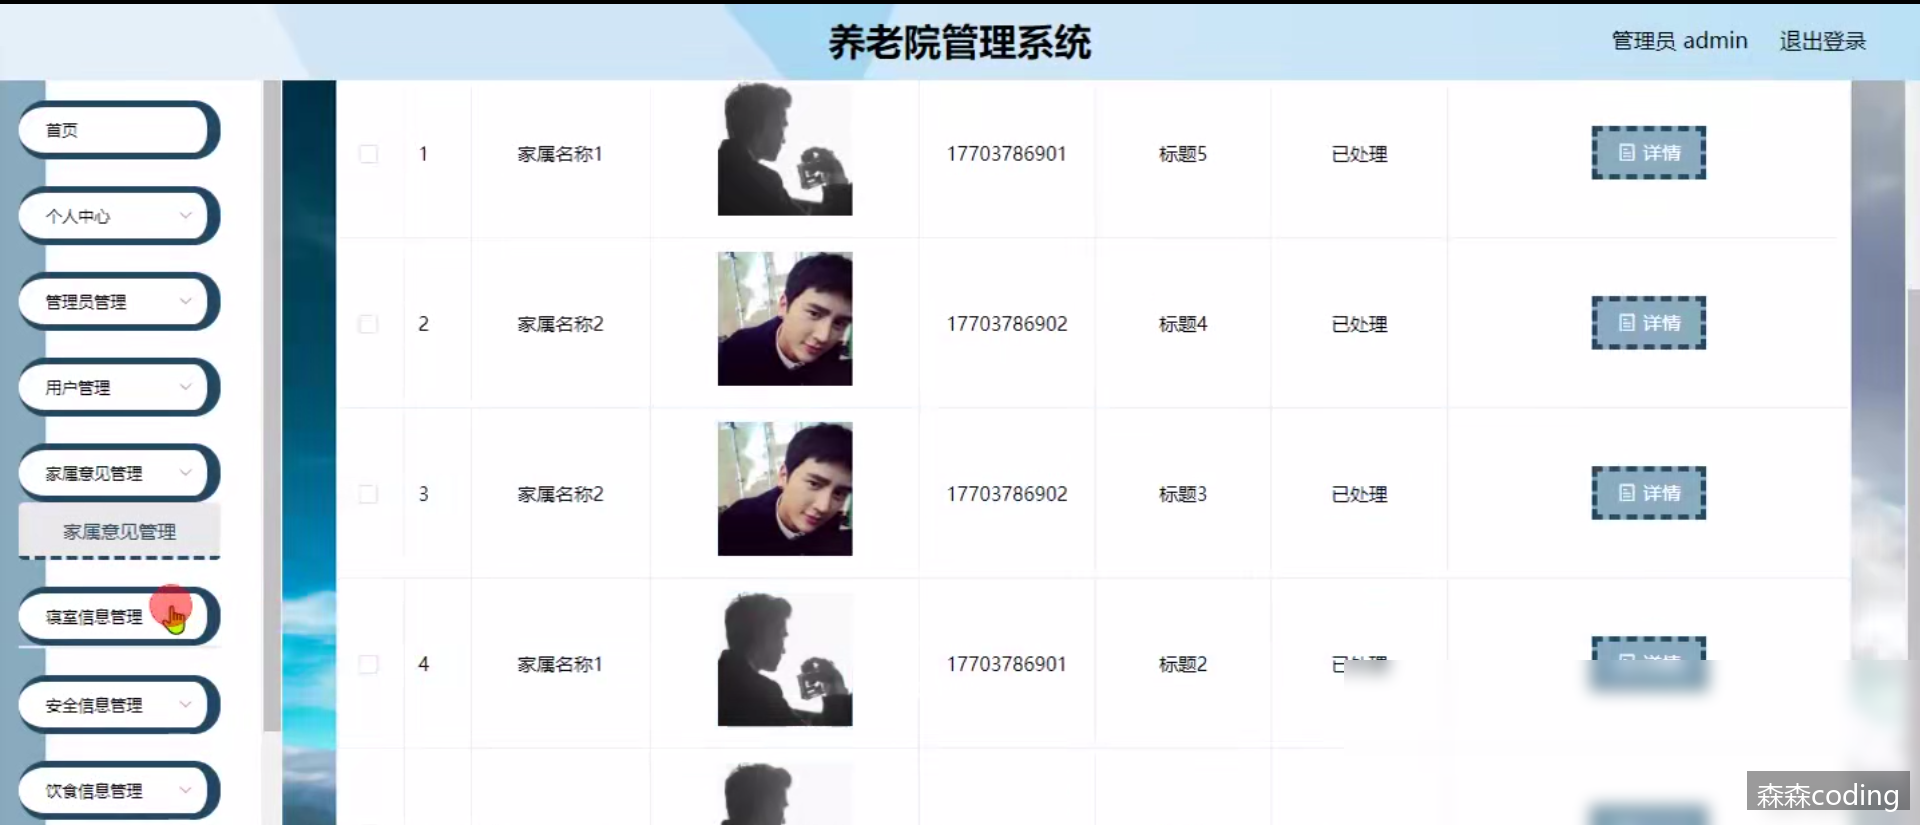 养老院管理系统
管理员 admin
退出登录
首页
个人中心
管理员管理
用户管理
家属意见管理
家属意见管理
寝室信息管理
安全信息管理
饮食信息管理
1 家属名称1 17703786901 标题5 已处理 详情
2 家属名称2 17703786902 标题4 已处理 详情
3 家属名称2 17703786902 标题3 已处理 详情
4 家属名称1 17703786901 标题2
森森coding